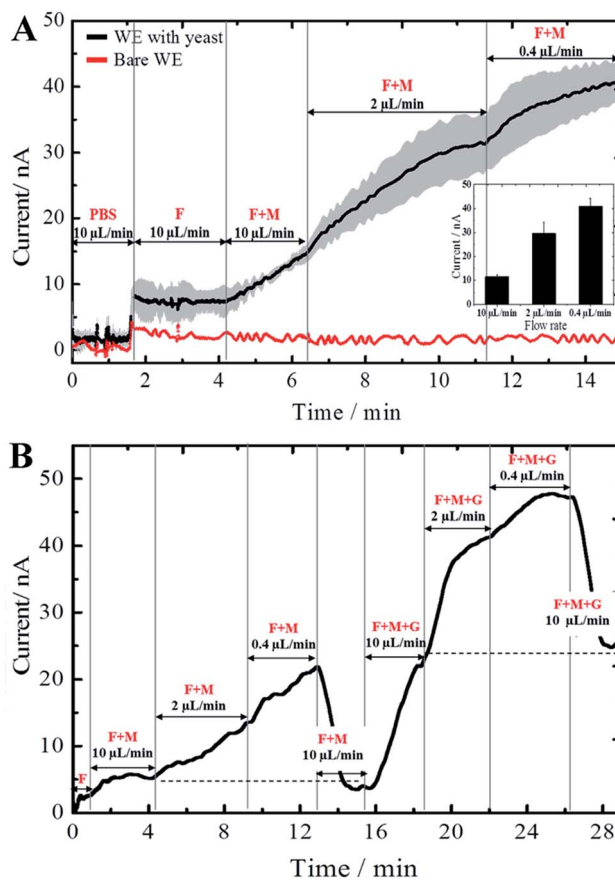 A
WE with yeast
Bare WE
Current/ nA
50
40
30
20
10
0
PBS
10 µL/min
F
10 µL/min
F+M
10 µL/min
F+M
2 µL/min
F+M
0.4 µL/min
Current / nA
50
40
30
20
10
0
10 µL/min
2 µL/min
0.4 µL/min
Flow rate
0
2
4
6
8
10
12
14
Time / min
B
Current/ nA
50
40
30
20
10
0
F
F+M
10 µL/min
F+M
2 µL/min
F+M
0.4 µL/min
F+M
10 µL/min
F+M+G
10 µL/min
F+M+G
2 µL/min
F+M+G
0.4 µL/min
F+M+G
10 µL/min
0
4
8
12
16
20
24
28
Time / min